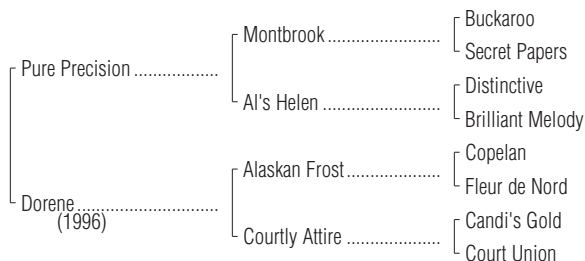 Buckaroo
Montbrook ..........................
Secret Papers
Pure Precision ...................
Distinctive
Al's Helen ...........................
Brilliant Melody
Copelan
Alaskan Frost......................
Fleur de Nord
Dorene................................
(1996)
Candi's Gold
Courtly Attire ......................
Court Union